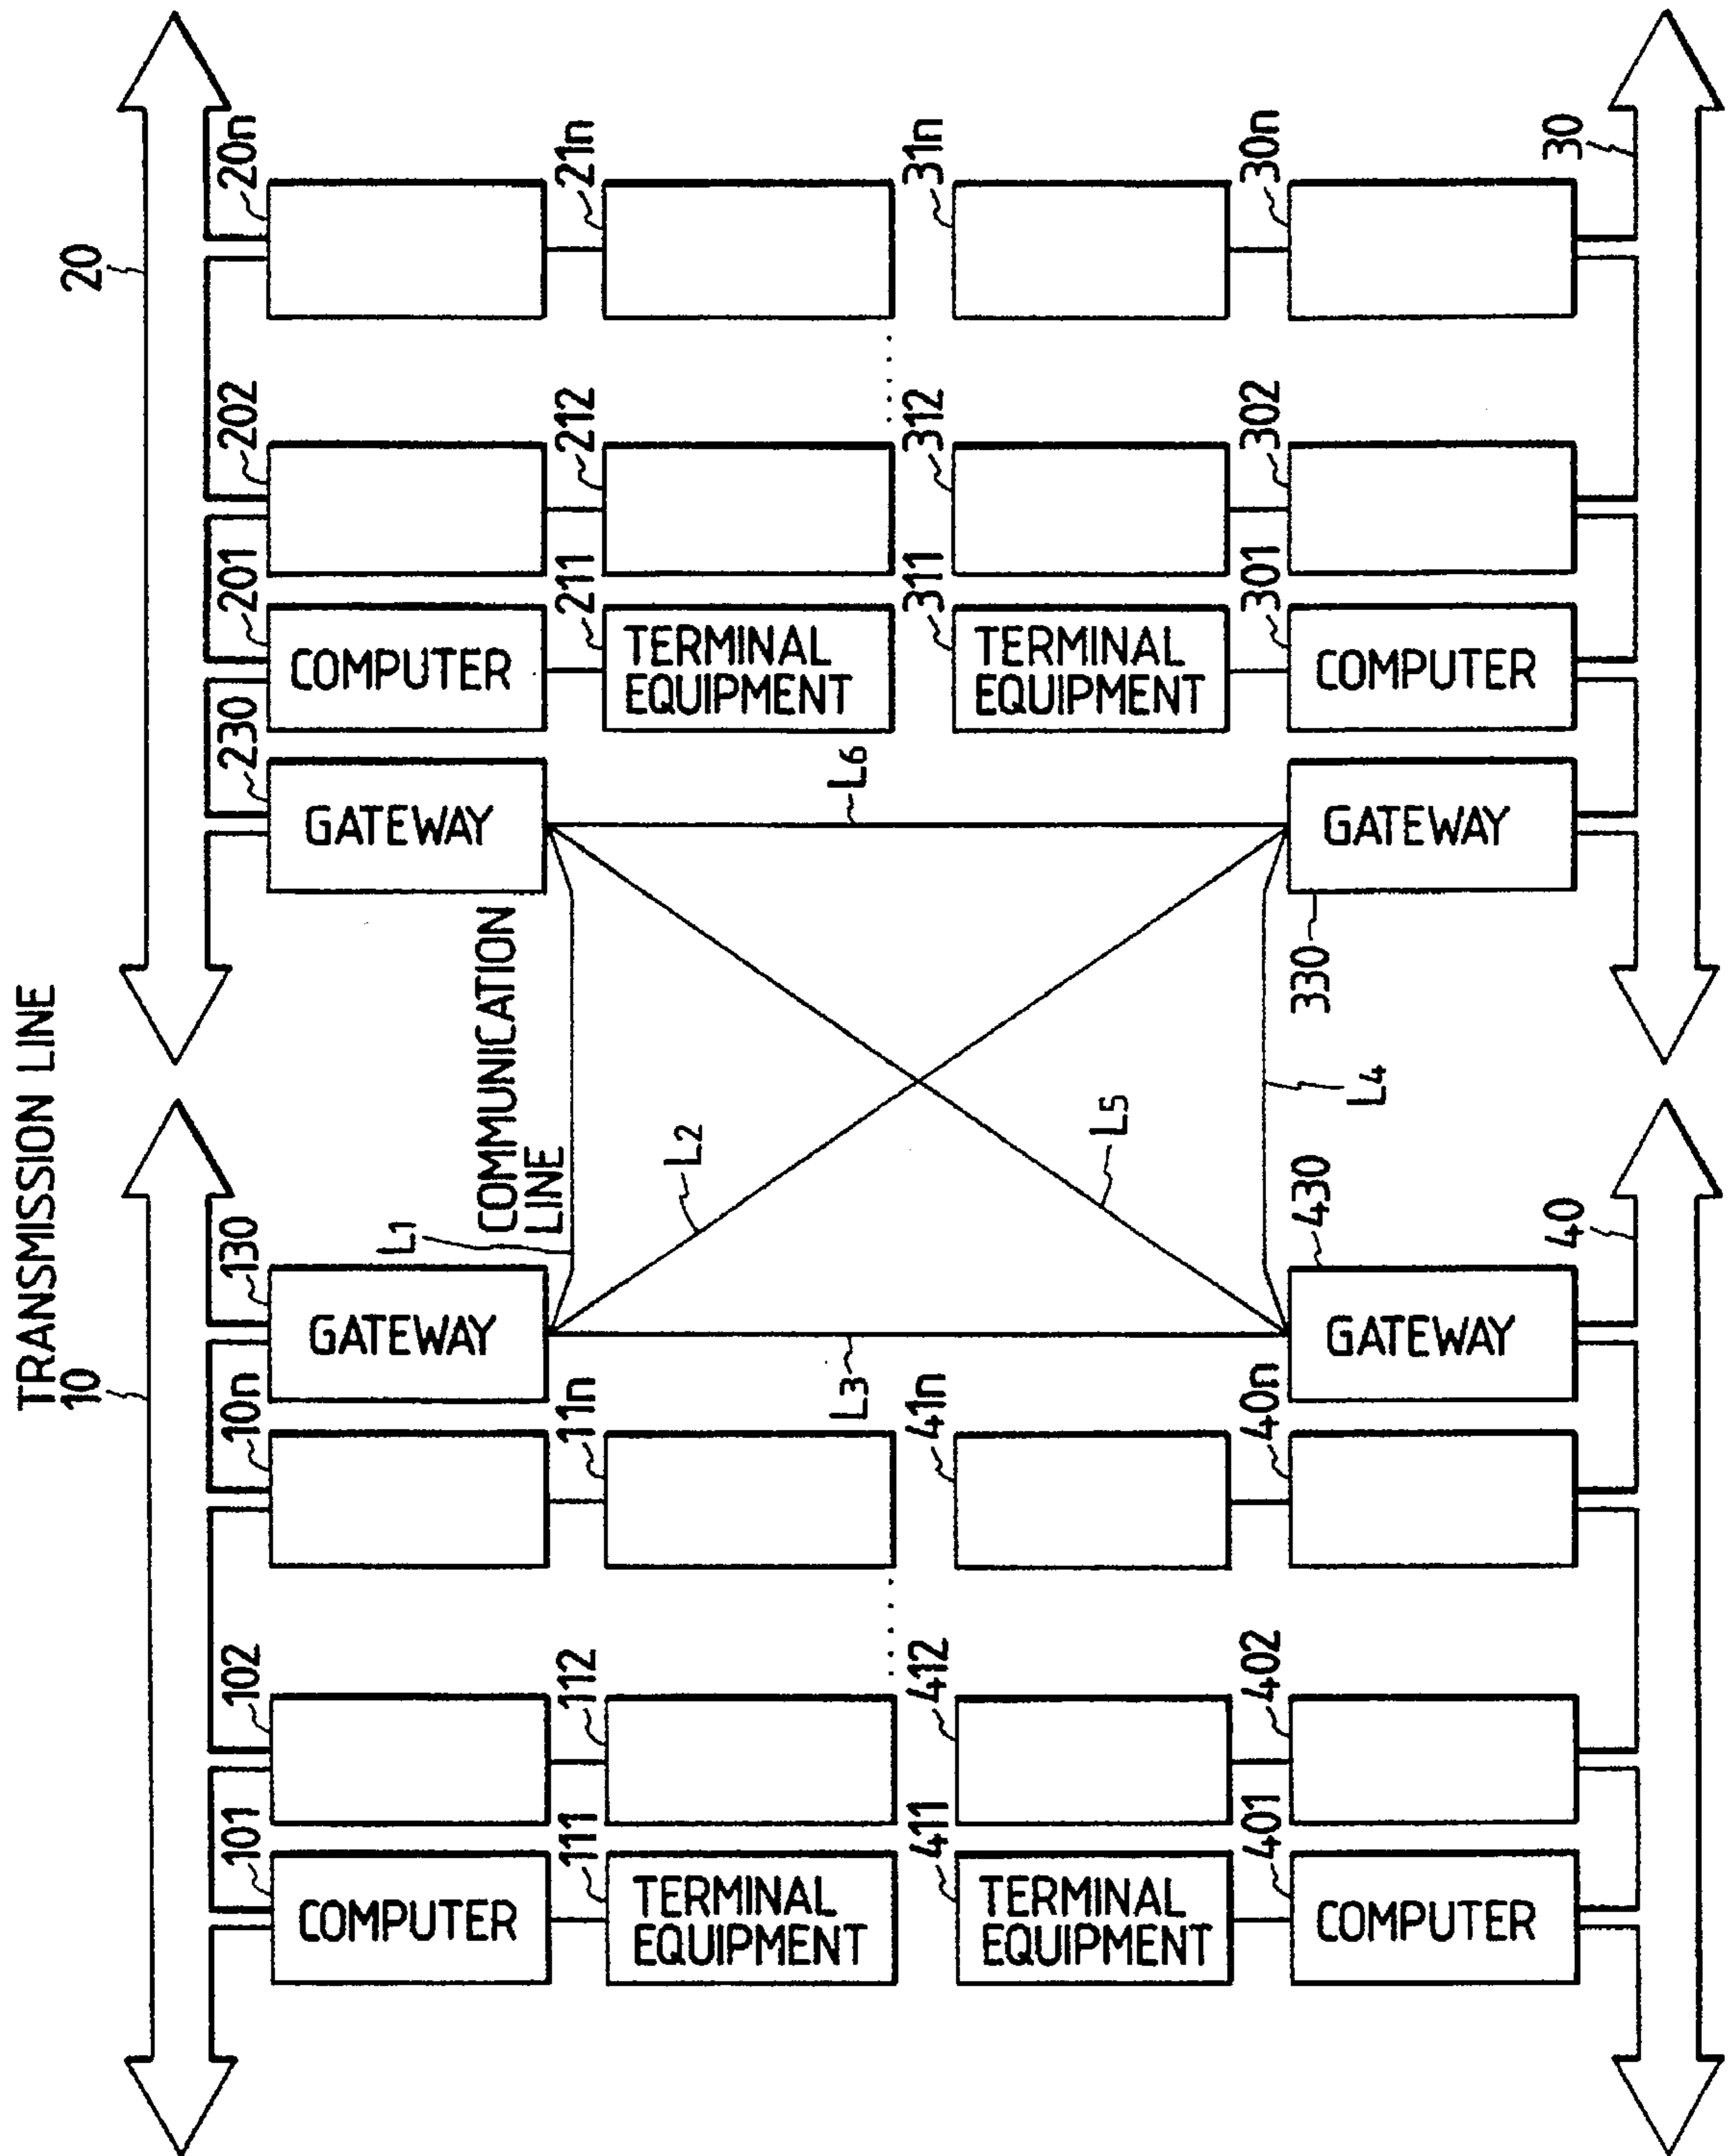 TRANSMISSION LINE
10
20
101
102
10n
130
230
201
202
20n
COMPUTER
GATEWAY
GATEWAY
COMPUTER
111
112
11n
L1
COMMUNICATION
LINE
211
212
21n
TERMINAL
EQUIPMENT
TERMINAL
EQUIPMENT
L2
L3
L5
L6
.....
.....
411
412
41n
311
312
31n
TERMINAL
EQUIPMENT
TERMINAL
EQUIPMENT
401
402
40n
430
L4
330
301
302
30n
COMPUTER
GATEWAY
GATEWAY
COMPUTER
40
30